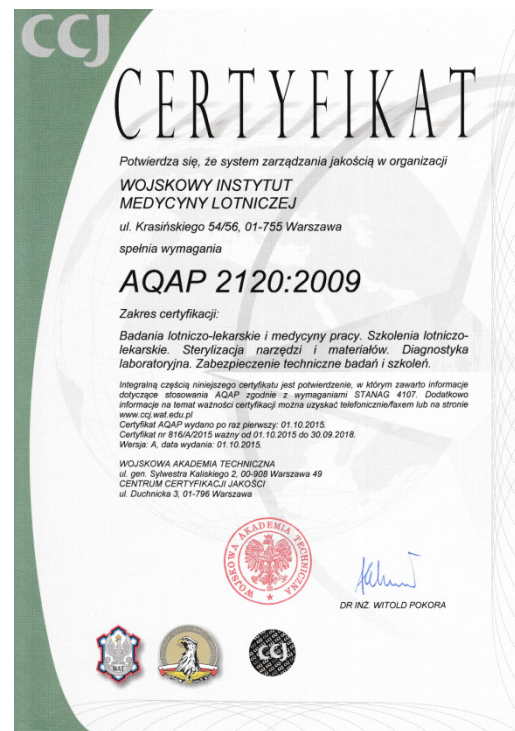 CCJ
CERTYFIKAT
Potwierdza się, że system zarządzania jakością w organizacji
WOJSKOWY INSTYTUT
MEDYCYNY LOTNICZEJ
ul. Krasińskiego 54/56, 01-755 Warszawa
spełnia wymagania
AQAP 2120:2009
Zakres certyfikacji:
Badania lotniczo-lekarskie i medycyny pracy. Szkolenia lotniczo-
lekarskie. Sterylizacja narzędzi i materiałów. Diagnostyka
laboratoryjna. Zabezpieczenie techniczne badań i szkoleń.
Integralną częścią niniejszego certyfikatu jest potwierdzenie, w którym zawarto informacje
dotyczące stosowania AQAP zgodnie z wymaganiami STANAG 4107. Dodatkowo
informacje na temat ważności certyfikacji można uzyskać telefonicznie/faxem lub na stronie
www.ccj.wat.edu.pl
Certyfikat AQAP wydano po raz pierwszy: 01.10.2015.
Certyfikat nr 816/A/2015 ważny od 01.10.2015 do 30.09.2018.
Wersja: A, data wydania: 01.10.2015.
WOJSKOWA AKADEMIA TECHNICZNA
ul. gen. Sylwestra Kaliskiego 2, 00-908 Warszawa 49
CENTRUM CERTYFIKACJI JAKOŚCI
ul. Duchnicka 3, 01-796 Warszawa
WOJSKOWA AKADEMIA TECHNICZNA
DR INŻ. WITOLD POKORA
WAT
CCJ